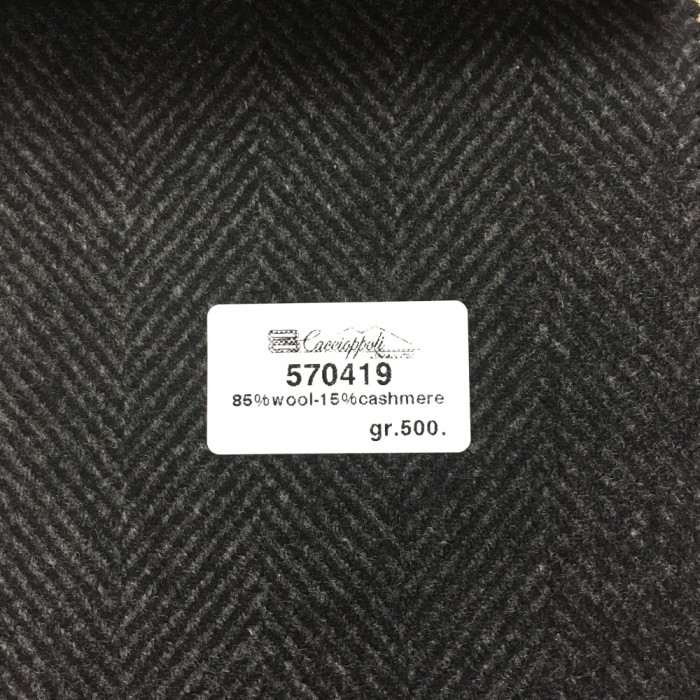 Caccioppoli
570419
85%wool-15%cashmere
gr.500.